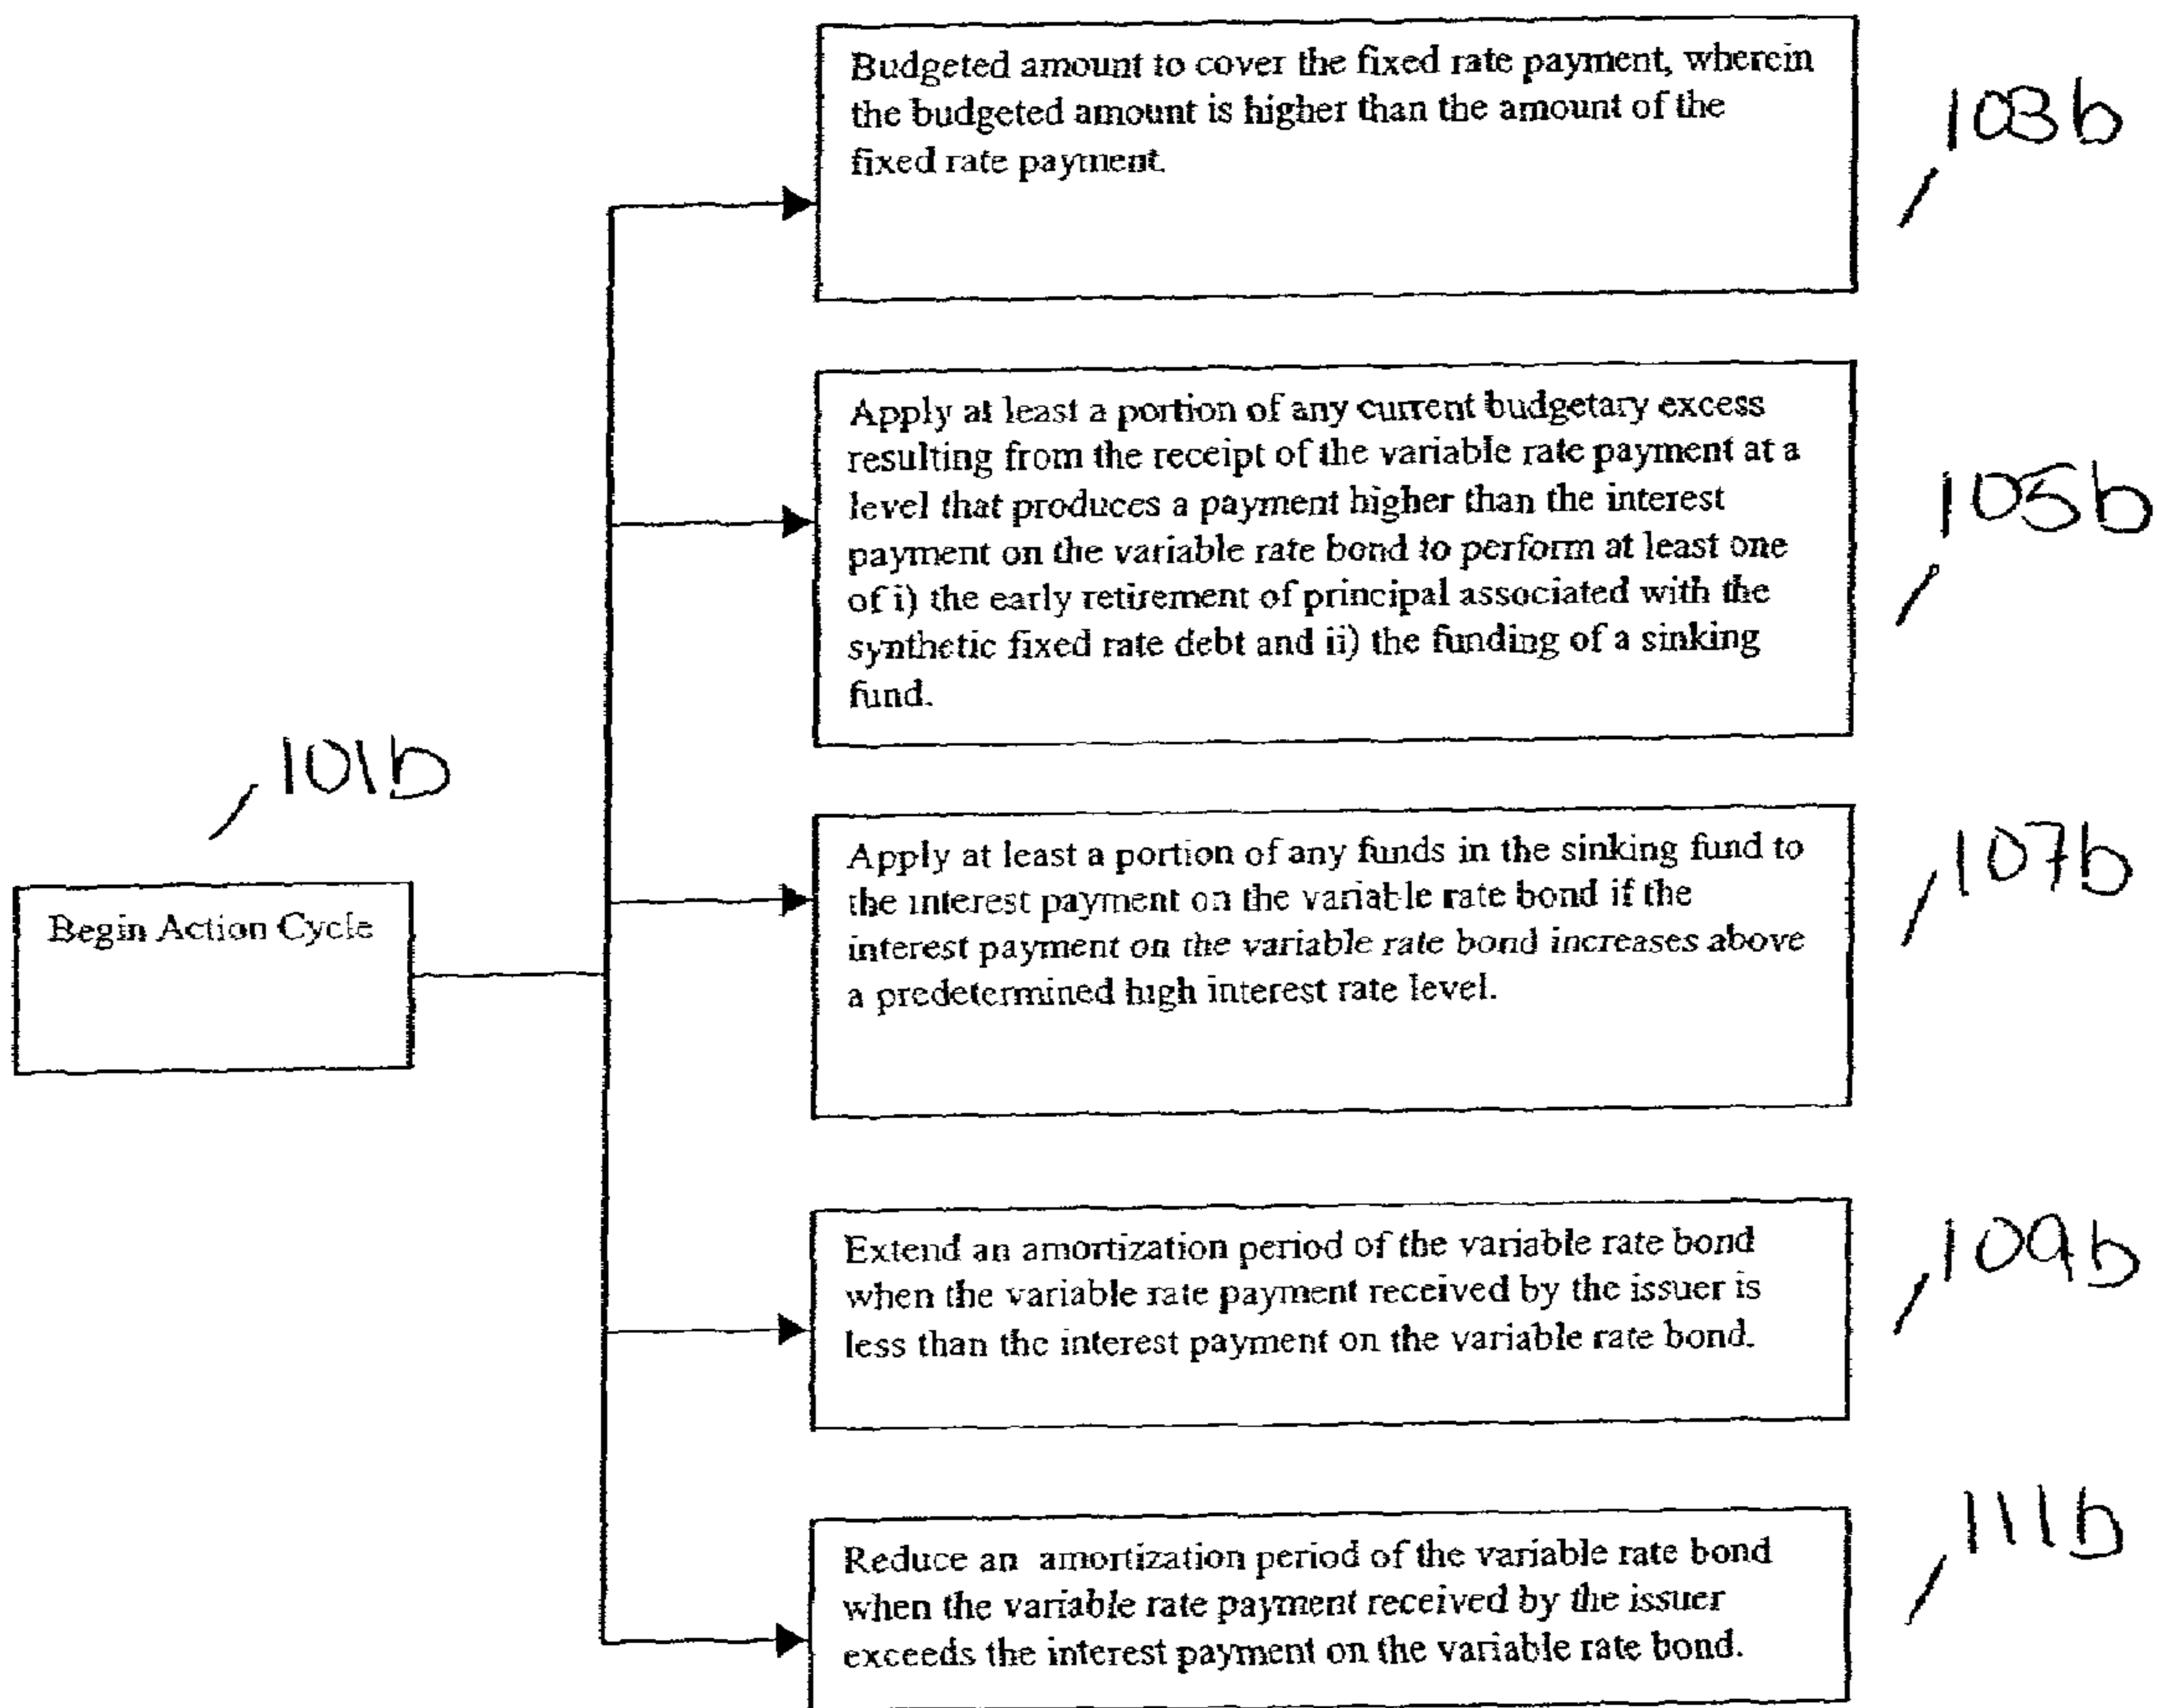 Budgeted amount to cover the fixed rate payment, wherein
the budgeted amount is higher than the amount of the
fixed rate payment.
103b
Apply at least a portion of any current budgetary excess
resulting from the receipt of the variable rate payment at a
level that produces a payment higher than the interest
payment on the variable rate bond to perform at least one
of i) the early retirement of principal associated with the
synthetic fixed rate debt and ii) the funding of a sinking
fund.
105b
101b
Begin Action Cycle
Apply at least a portion of any funds in the sinking fund to
the interest payment on the variable rate bond if the
interest payment on the variable rate bond increases above
a predetermined high interest rate level.
107b
Extend an amortization period of the variable rate bond
when the variable rate payment received by the issuer is
less than the interest payment on the variable rate bond.
109b
Reduce an amortization period of the variable rate bond
when the variable rate payment received by the issuer
exceeds the interest payment on the variable rate bond.
111b